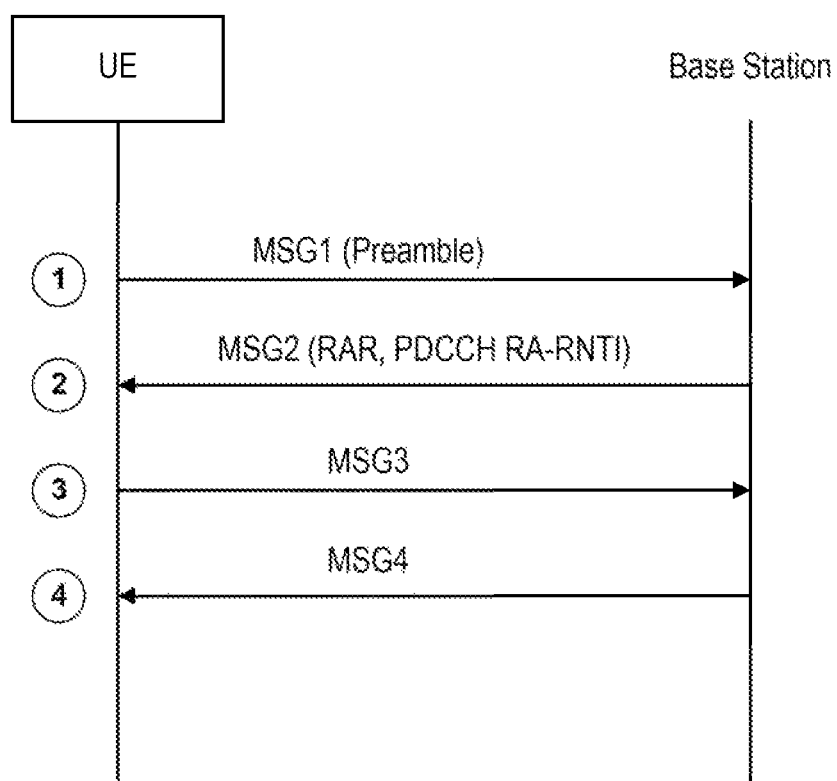 UE
Base Station
MSG1 (Preamble)
1
MSG2 (RAR, PDCCH RA-RNTI)
2
MSG3
3
MSG4
4